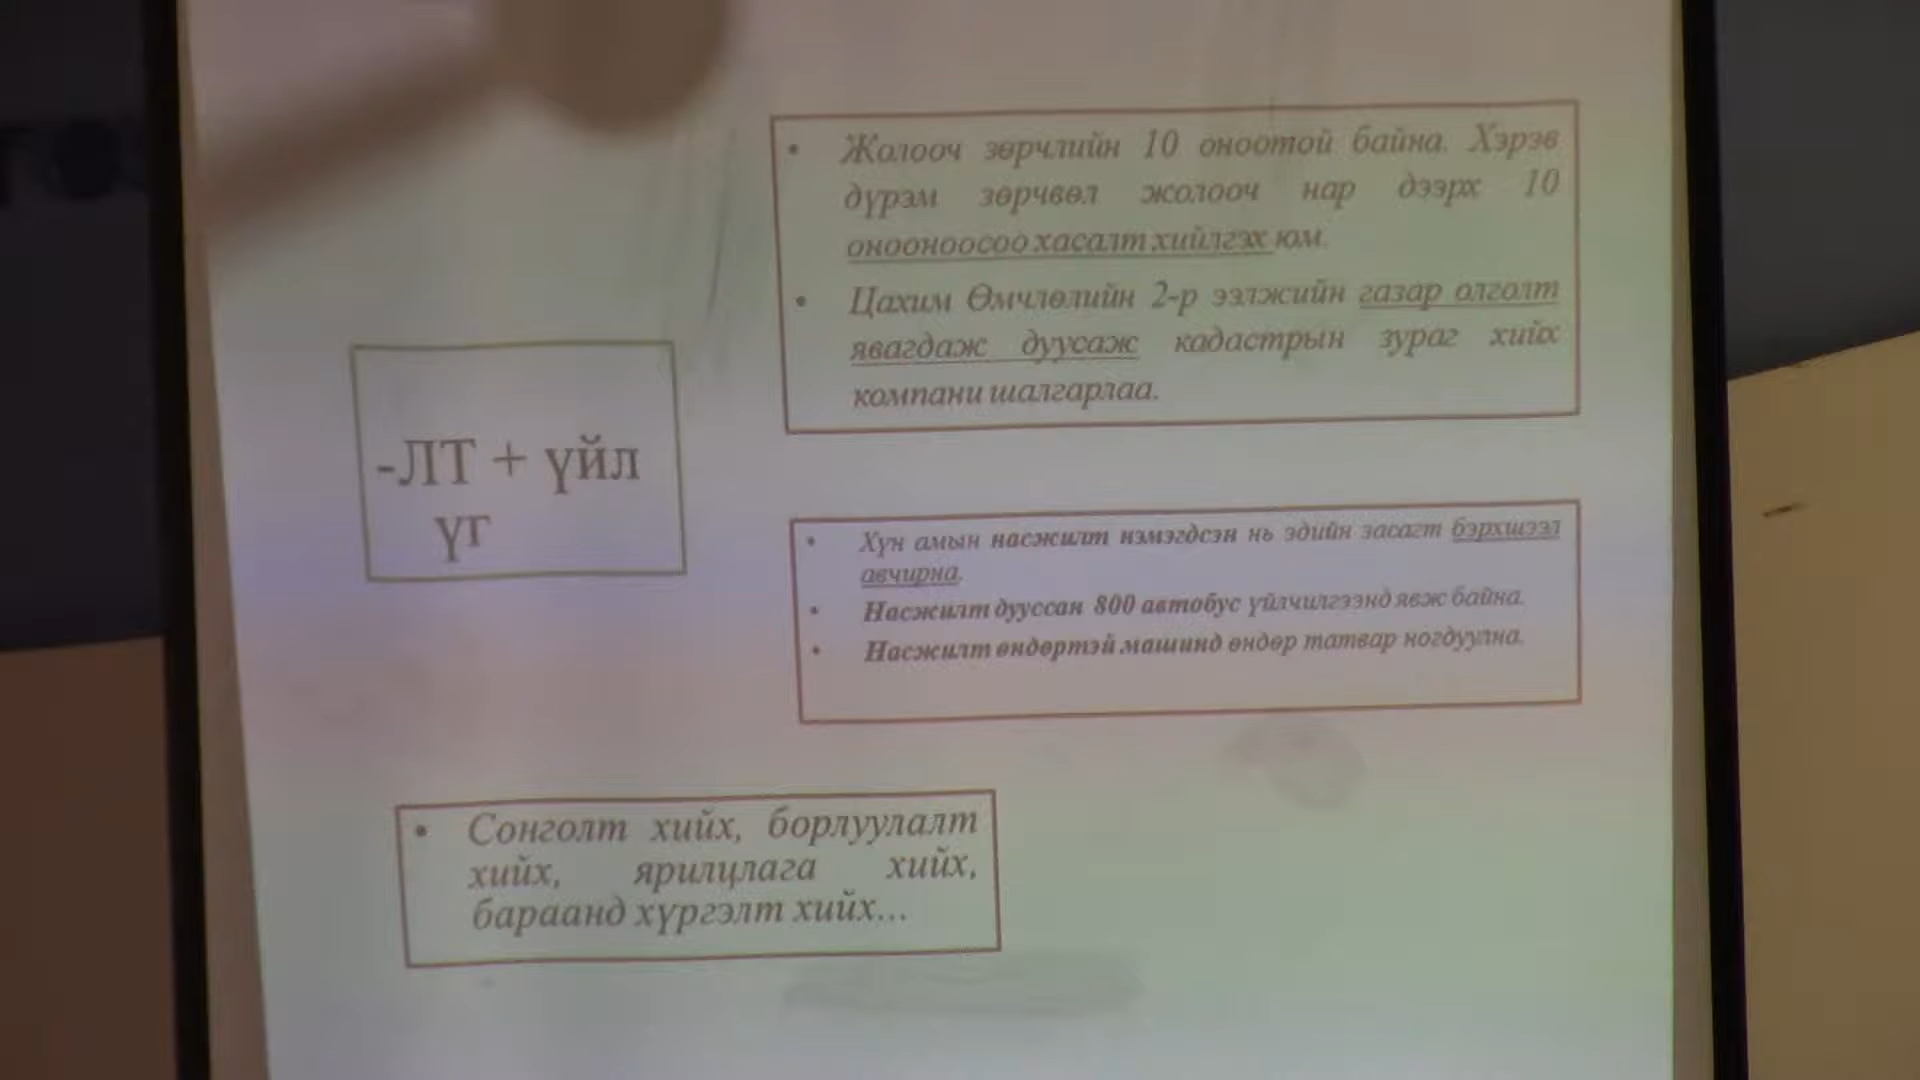 • Жолооч зөрчлийн 10 оноотой байна. Хэрэв
дүрэм зөрчвөл жолооч нар дээрх 10
онооноосоо хасалт хийлгэх юм.
• Цахим Өмчлөлийн 2-р ээлжийн газар олголт
явагдаж дуусаж кадастрын зураг хийх
компани шалгарлаа.
-ЛТ + үйл
үг
• Хүн амын насжилт нэмэгдсэн нь эдийн засагт бэрхшээл
авчирна.
• Насжилт дууссан 800 автобус үйлчилгээнд явж байна.
• Насжилт өндөртэй машинд өндөр татвар ногдуулна.
• Сонголт хийх, борлуулалт
хийх, ярилцлага хийх,
бараанд хүргэлт хийх...